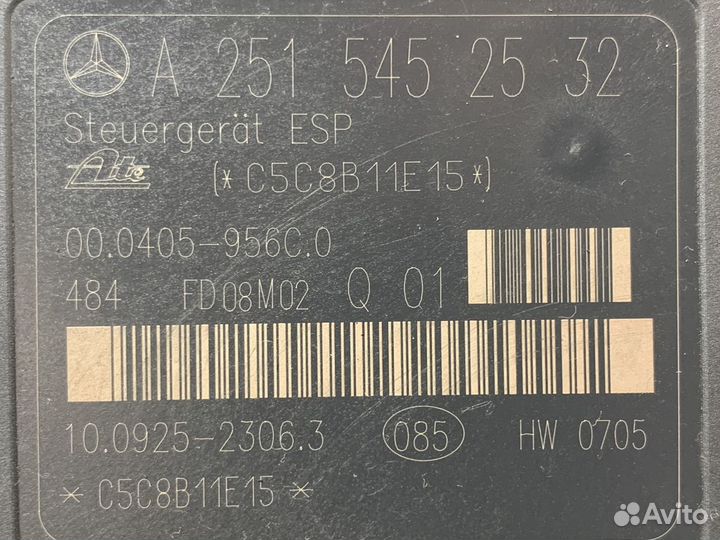 A 251 545 25 32
Steuergerät ESP
Ate (*C5C8B11E15*)
00.0405-956C.0
484 FD08M02 Q 01
10.0925-2306.3 085 HW 0705
*C5C8B11E15*
Avito